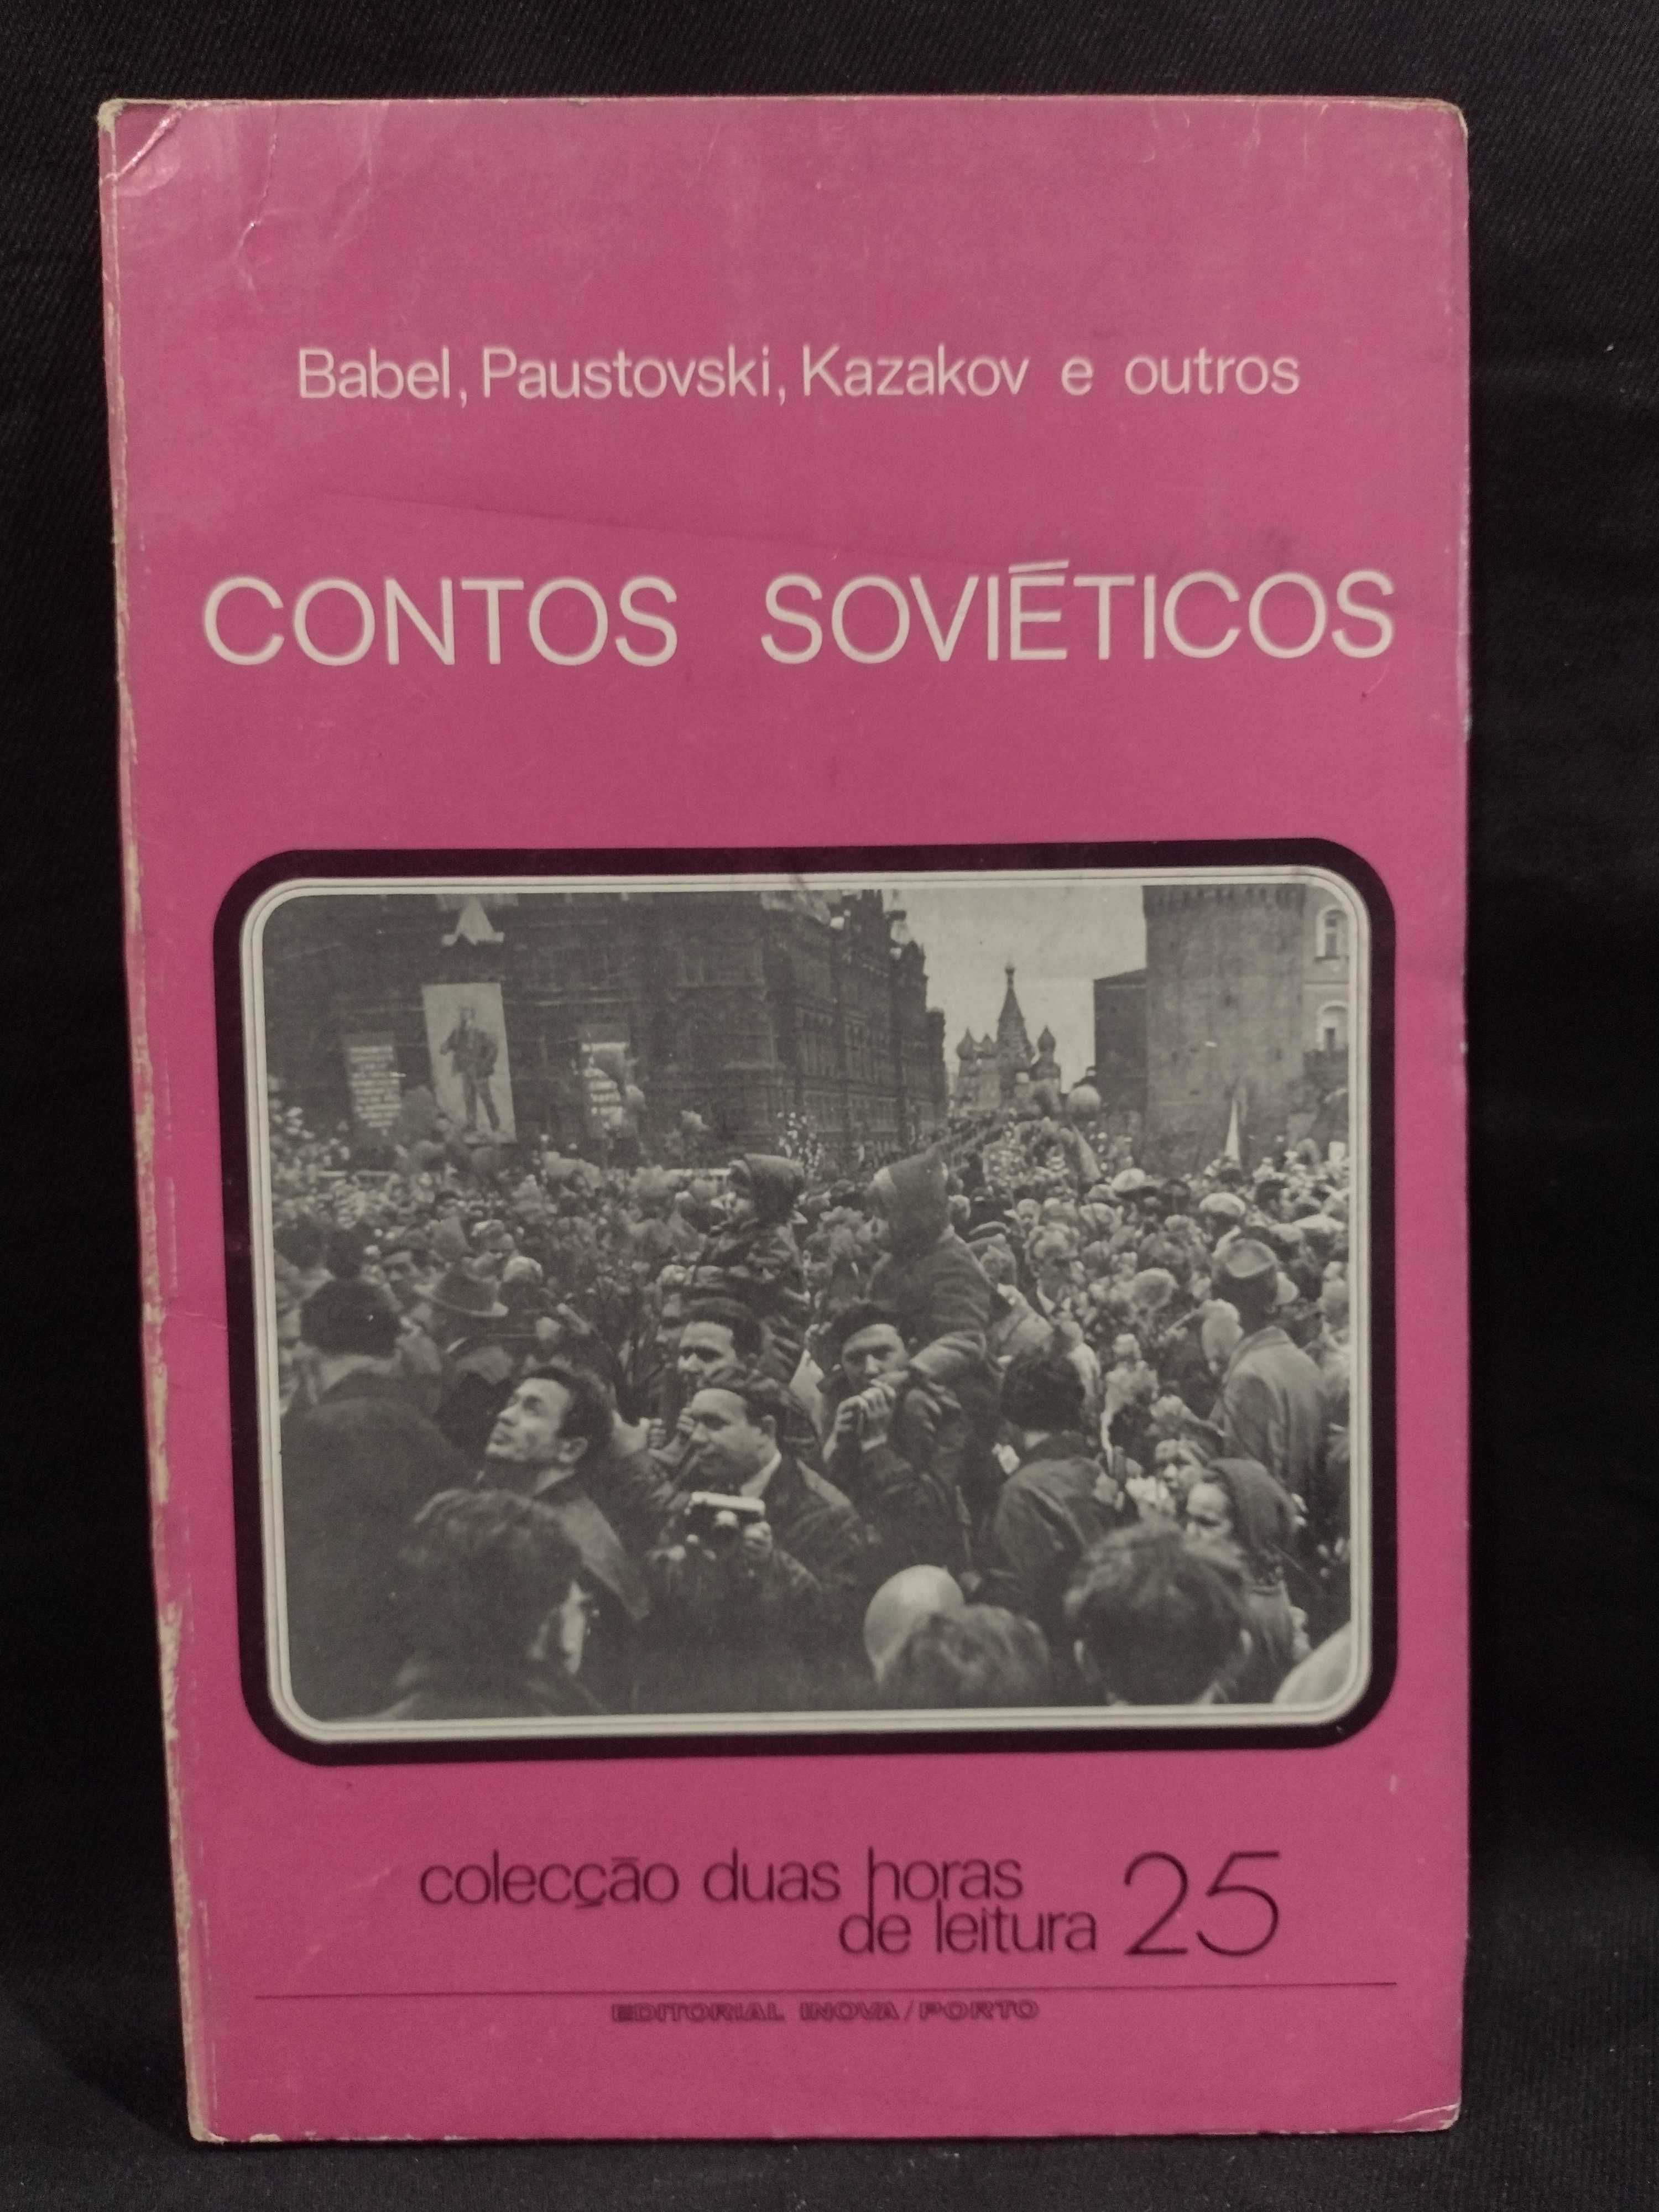 Babel, Paustovski, Kazakov e outros
CONTOS SOVIÉTICOS
colecção duas horas
de leitura 25
EDITORIAL INOVA/PORTO